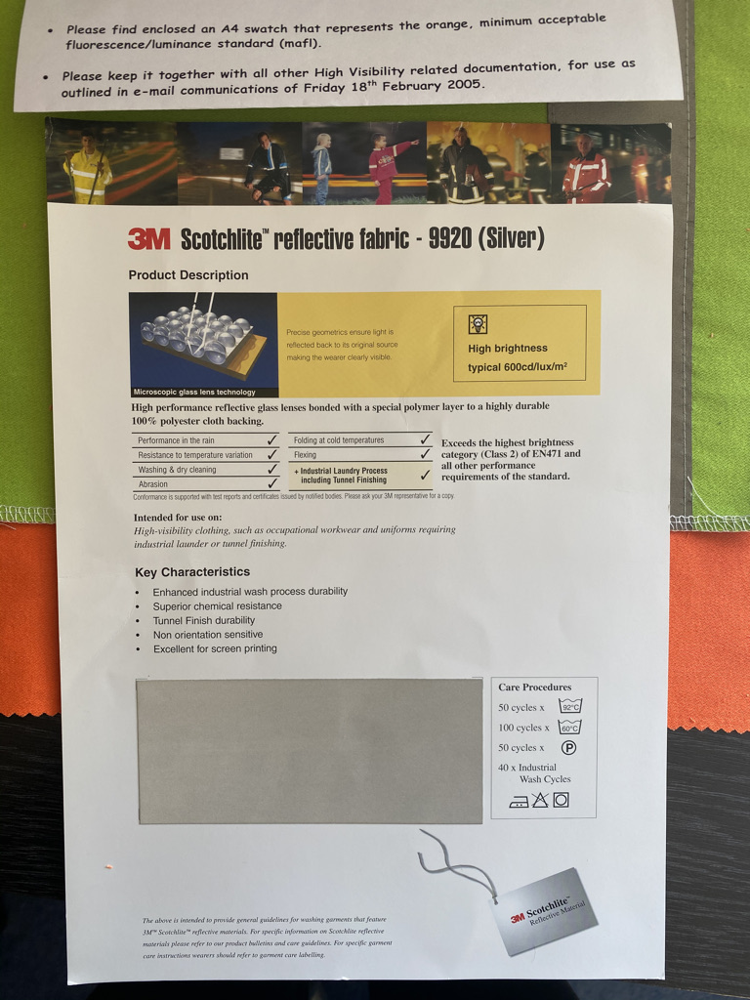 • Please find enclosed an A4 swatch that represents the orange, minimum acceptable
fluorescence/luminance standard (mafl).
• Please keep it together with all other High Visibility related documentation, for use as
outlined in e-mail communications of Friday 18th February 2005.
3M Scotchlite™ reflective fabric - 9920 (Silver)
Product Description
Precise geometrics ensure light is
reflected back to its original source
making the wearer clearly visible.
High brightness
typical 600cd/lux/m²
Microscopic glass lens technology
High performance reflective glass lenses bonded with a special polymer layer to a highly durable
100% polyester cloth backing.
Performance in the rain ✓
Resistance to temperature variation ✓
Washing & dry cleaning ✓
Abrasion ✓
Folding at cold temperatures ✓
Flexing ✓
+ Industrial Laundry Process
including Tunnel Finishing ✓
Exceeds the highest brightness
category (Class 2) of EN471 and
all other performance
requirements of the standard.
Conformance is supported with test reports and certificates issued by notified bodies. Please ask your 3M representative for a copy.
Intended for use on:
High-visibility clothing, such as occupational workwear and uniforms requiring
industrial launder or tunnel finishing.
Key Characteristics
• Enhanced industrial wash process durability
• Superior chemical resistance
• Tunnel Finish durability
• Non orientation sensitive
• Excellent for screen printing
Care Procedures
50 cycles x 92°C
100 cycles x 60°C
50 cycles x P
40 x Industrial
Wash Cycles
3M Scotchlite™
Reflective Material
The above is intended to provide general guidelines for washing garments that feature
3M™ Scotchlite™ reflective materials. For specific information on Scotchlite reflective
materials please refer to our product bulletins and care guidelines. For specific garment
care instructions wearers should refer to garment care labelling.